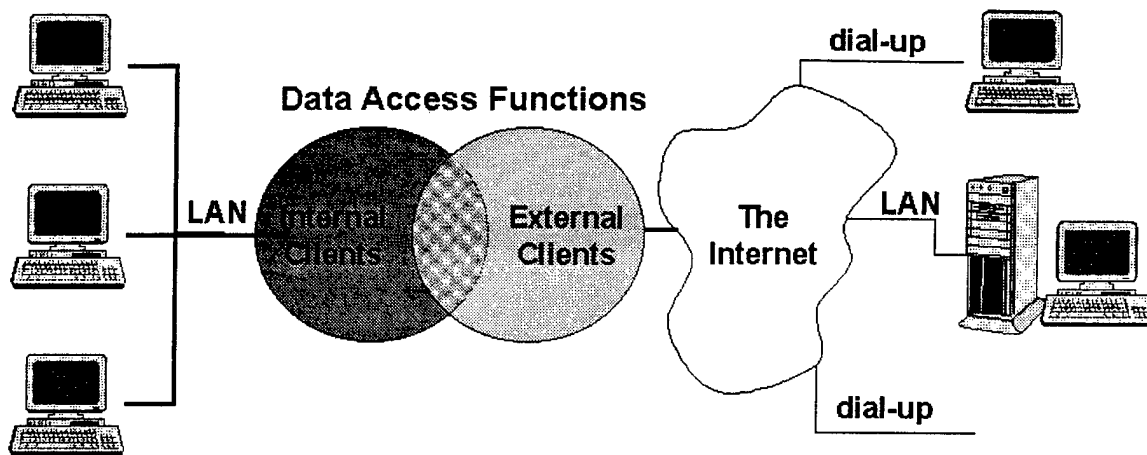 dial-up
Data Access Functions
LAN
Internal
Clients
External
Clients
The
Internet
LAN
dial-up